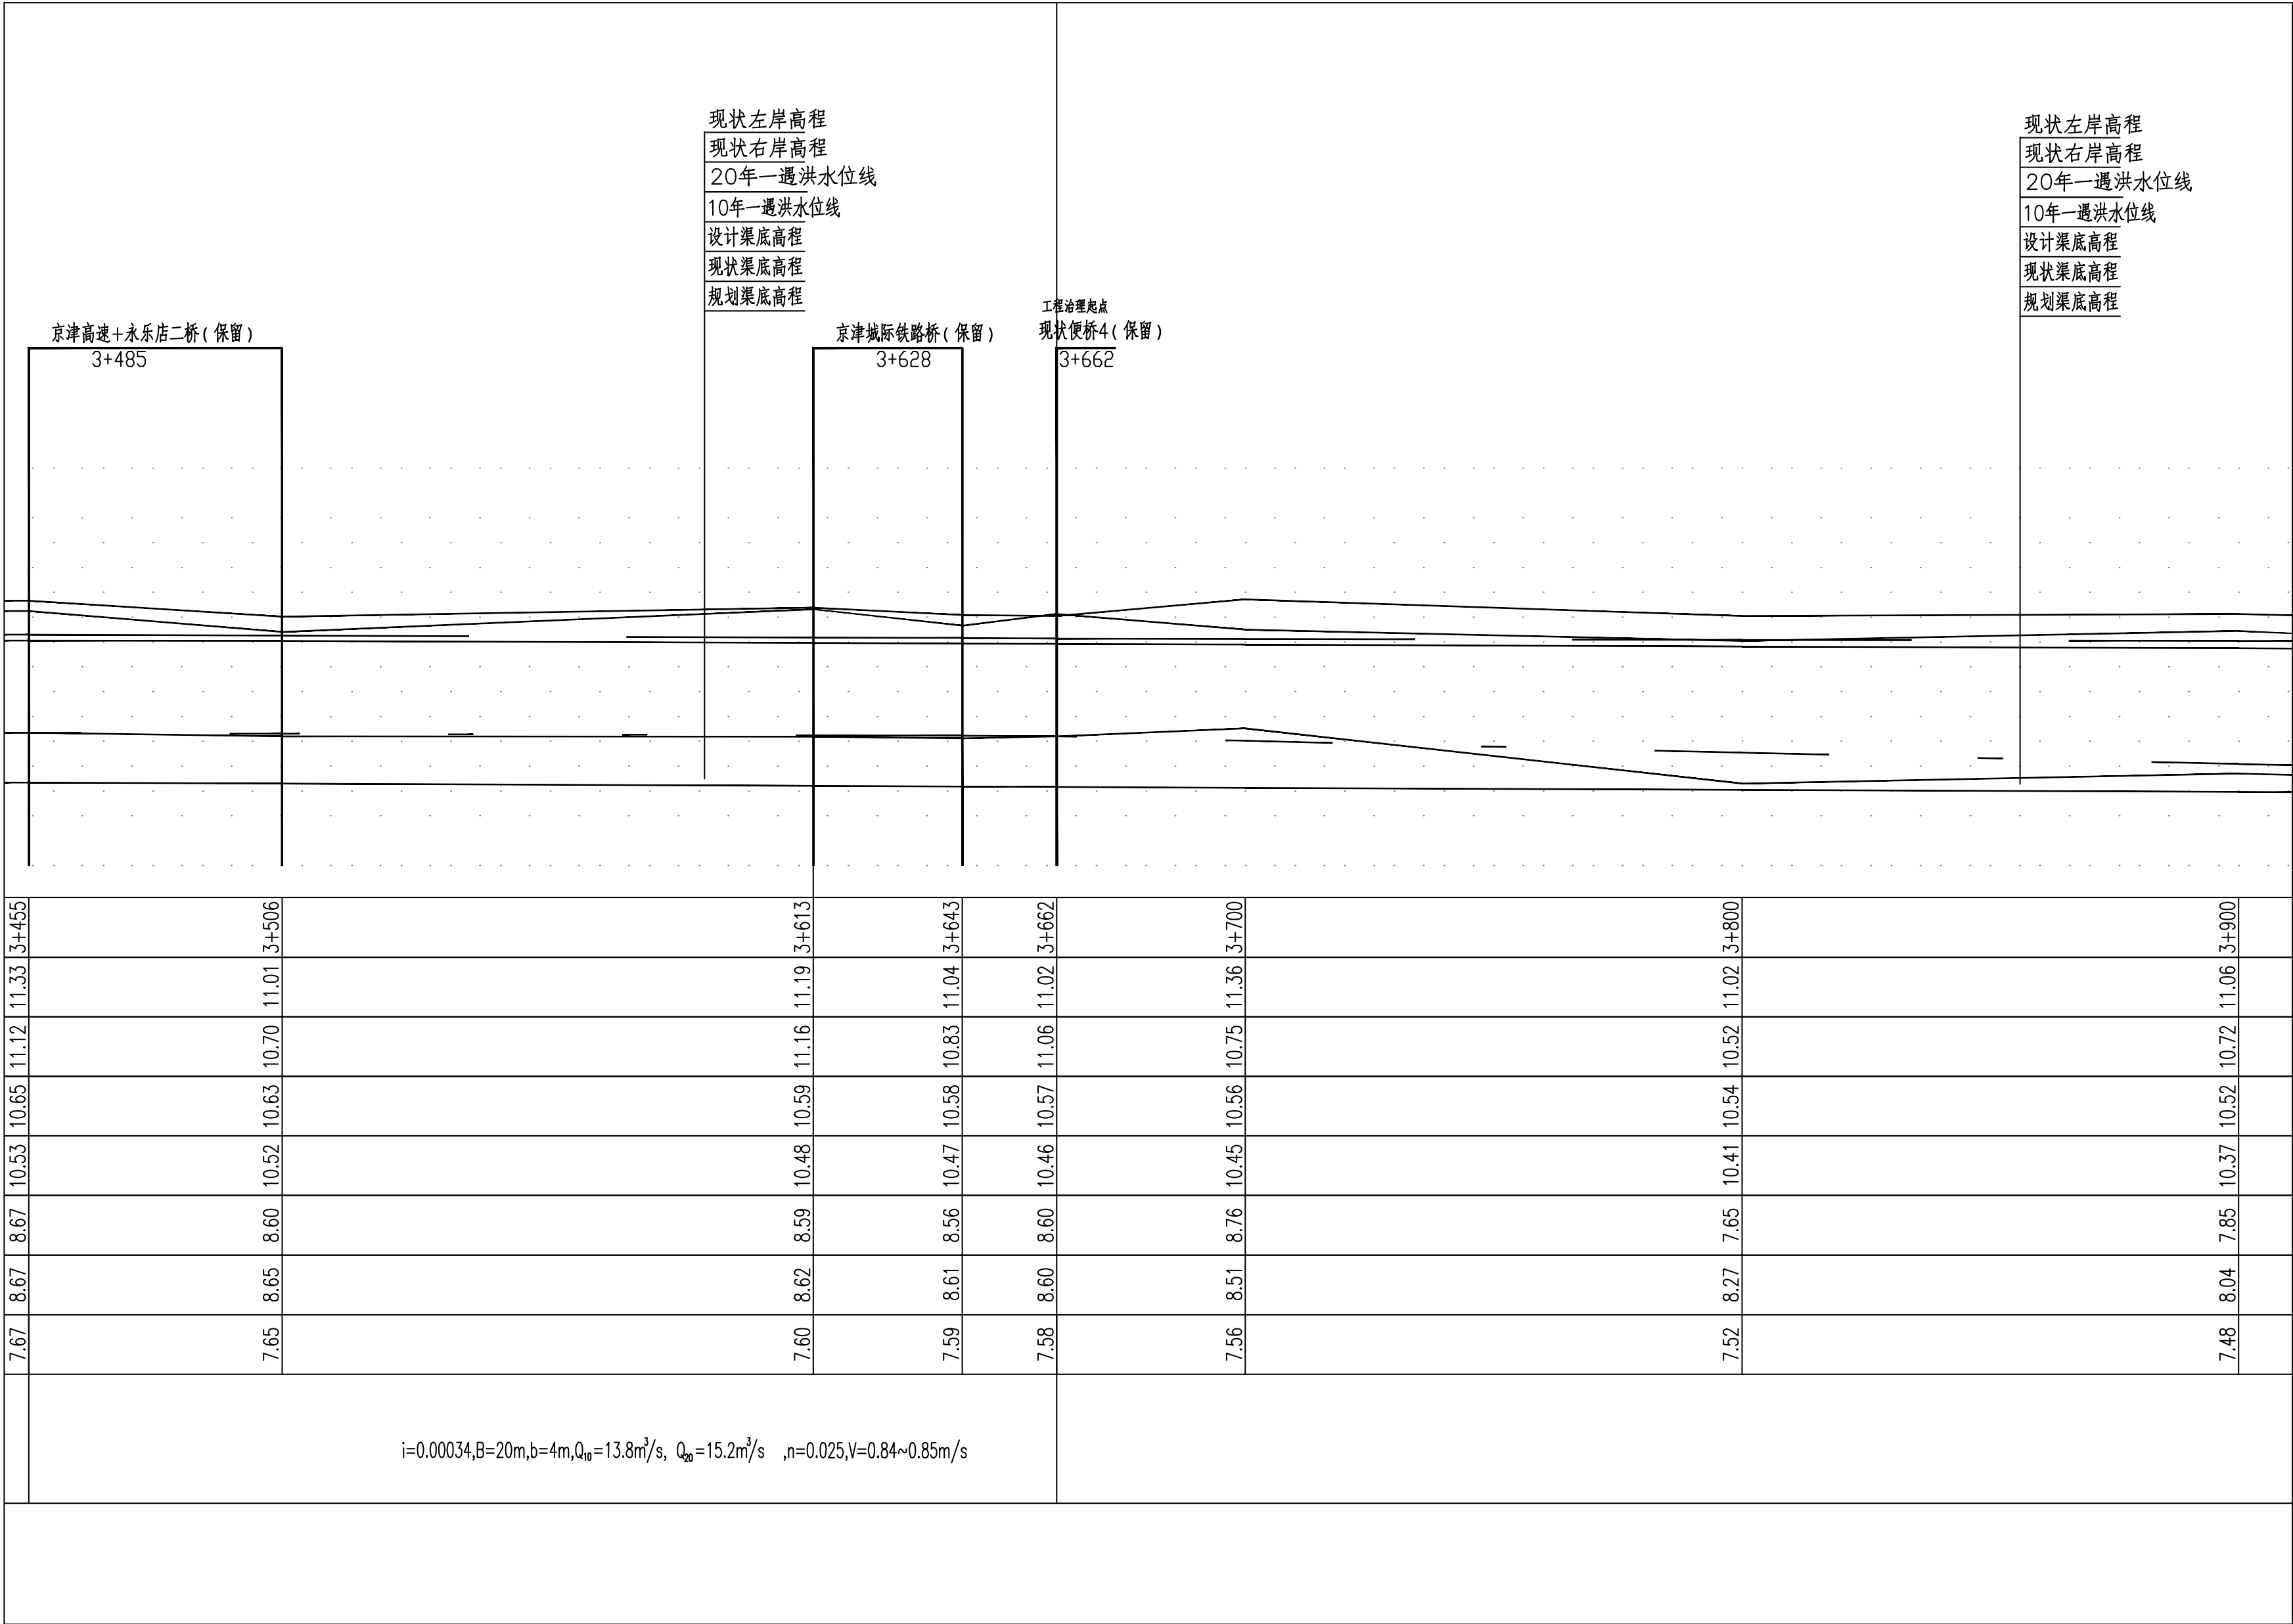 现状左岸高程
现状右岸高程
20年一遇洪水位线
10年一遇洪水位线
设计渠底高程
现状渠底高程
规划渠底高程
现状左岸高程
现状右岸高程
20年一遇洪水位线
10年一遇洪水位线
设计渠底高程
现状渠底高程
规划渠底高程
京津高速+永乐店二桥(保留)
3+485
京津城际铁路桥(保留)
3+628
工程治理起点
现状便桥4(保留)
3+662
3+455 3+506 3+613 3+643 3+662 3+700 3+800 3+900
11.33 11.01 11.19 11.04 11.02 11.36 11.02 11.06
11.12 10.70 11.16 10.83 11.06 10.75 10.52 10.72
10.65 10.63 10.59 10.58 10.57 10.56 10.54 10.52
10.53 10.52 10.48 10.47 10.46 10.45 10.41 10.37
8.67 8.60 8.59 8.56 8.60 8.76 7.65 7.85
8.67 8.65 8.62 8.61 8.60 8.51 8.27 8.04
7.67 7.65 7.60 7.59 7.58 7.56 7.52 7.48
i=0.00034,B=20m,b=4m,Q₁₀=13.8m³/s, Q₂₀=15.2m³/s ,n=0.025,V=0.84~0.85m/s